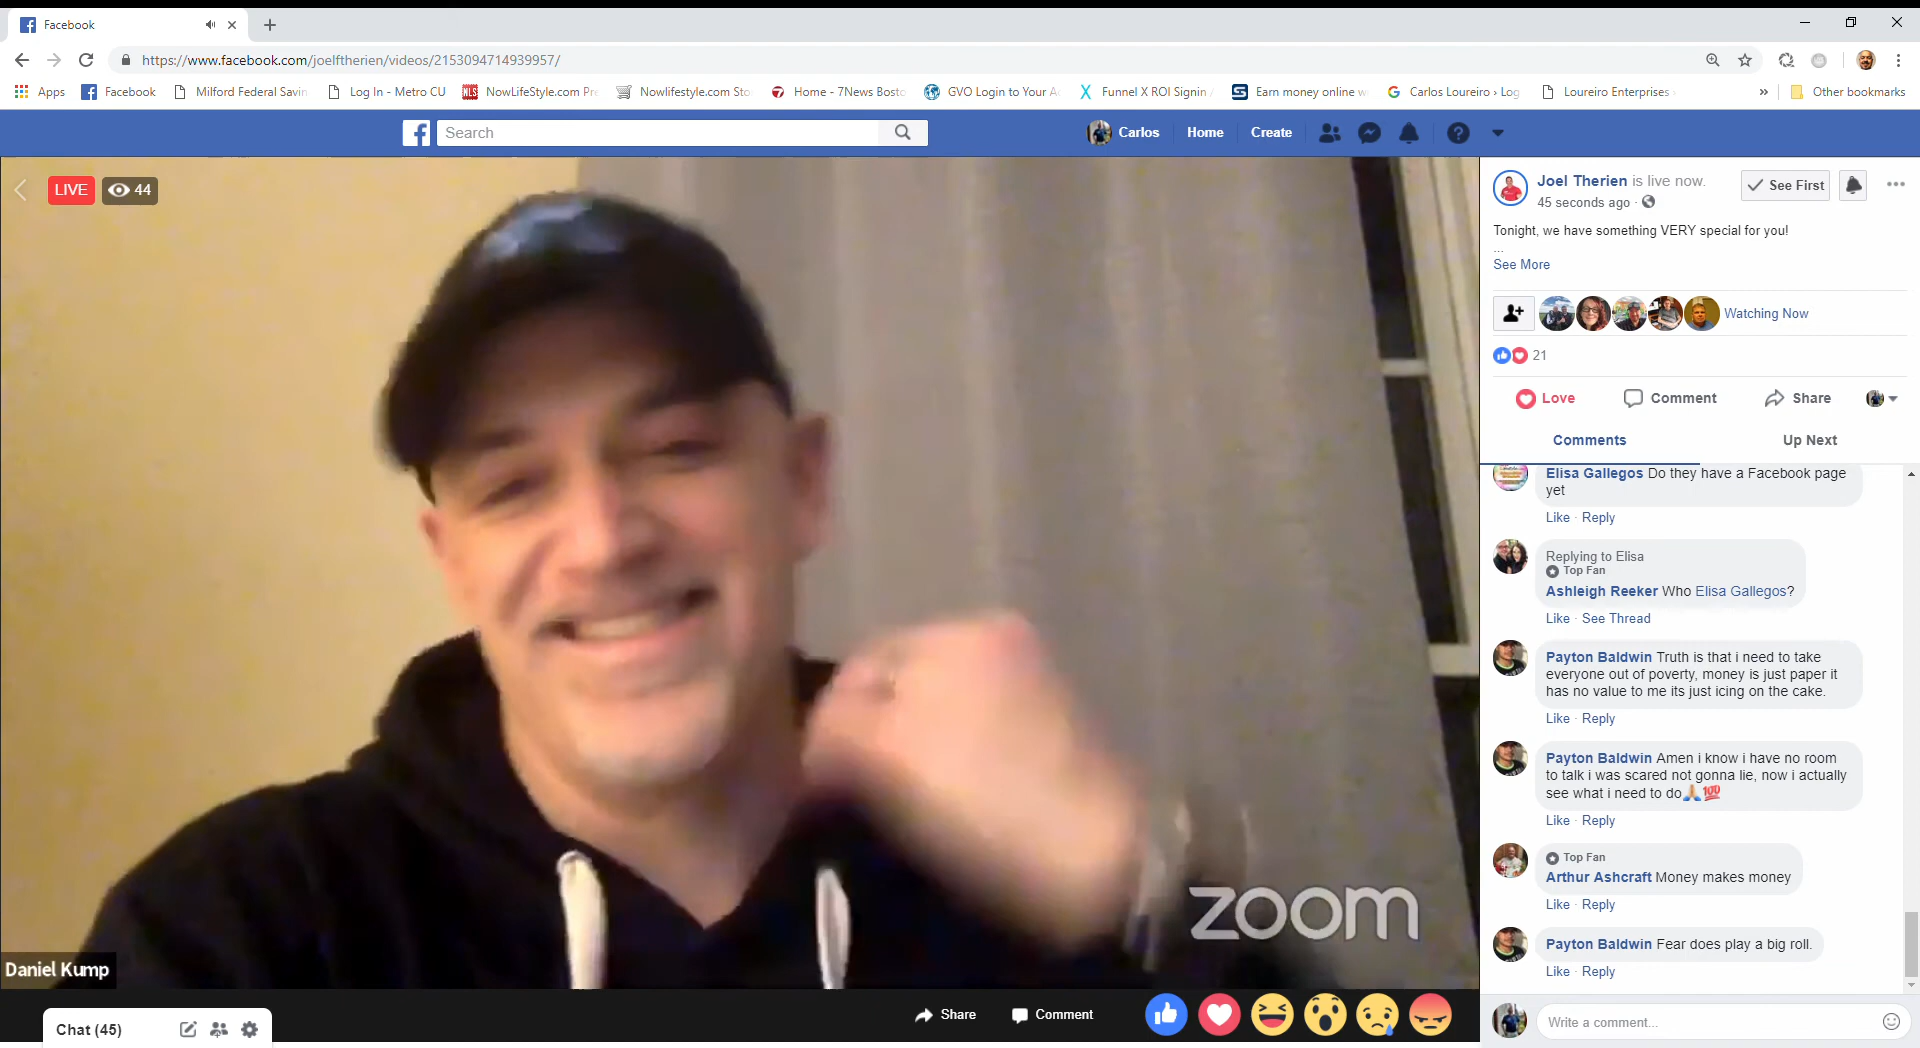 Facebook
https://www.facebook.com/joelftherien/videos/2153094714939957/
Apps Facebook Milford Federal Savin Log In - Metro CU NowLifeStyle.com Pre Nowlifestyle.com Sto Home - 7News Bosto GVO Login to Your Ac Funnel X ROI Signin / Earn money online w Carlos Loureiro › Log Loureiro Enterprises » Other bookmarks
Search
Carlos Home Create
LIVE 44
Joel Therien is live now.
45 seconds ago ·
See First
Tonight, we have something VERY special for you!
...
See More
Watching Now
21
Love Comment Share
Comments Up Next
Elisa Gallegos Do they have a Facebook page
yet
Like · Reply
Replying to Elisa
Top Fan
Ashleigh Reeker Who Elisa Gallegos?
Like · See Thread
Payton Baldwin Truth is that i need to take
everyone out of poverty, money is just paper it
has no value to me its just icing on the cake.
Like · Reply
Payton Baldwin Amen i know i have no room
to talk i was scared not gonna lie, now i actually
see what i need to do🙏💯
Like · Reply
Top Fan
Arthur Ashcraft Money makes money
Like · Reply
Payton Baldwin Fear does play a big roll.
Like · Reply
Write a comment...
zoom
Daniel Kump
Share Comment
Chat (45)